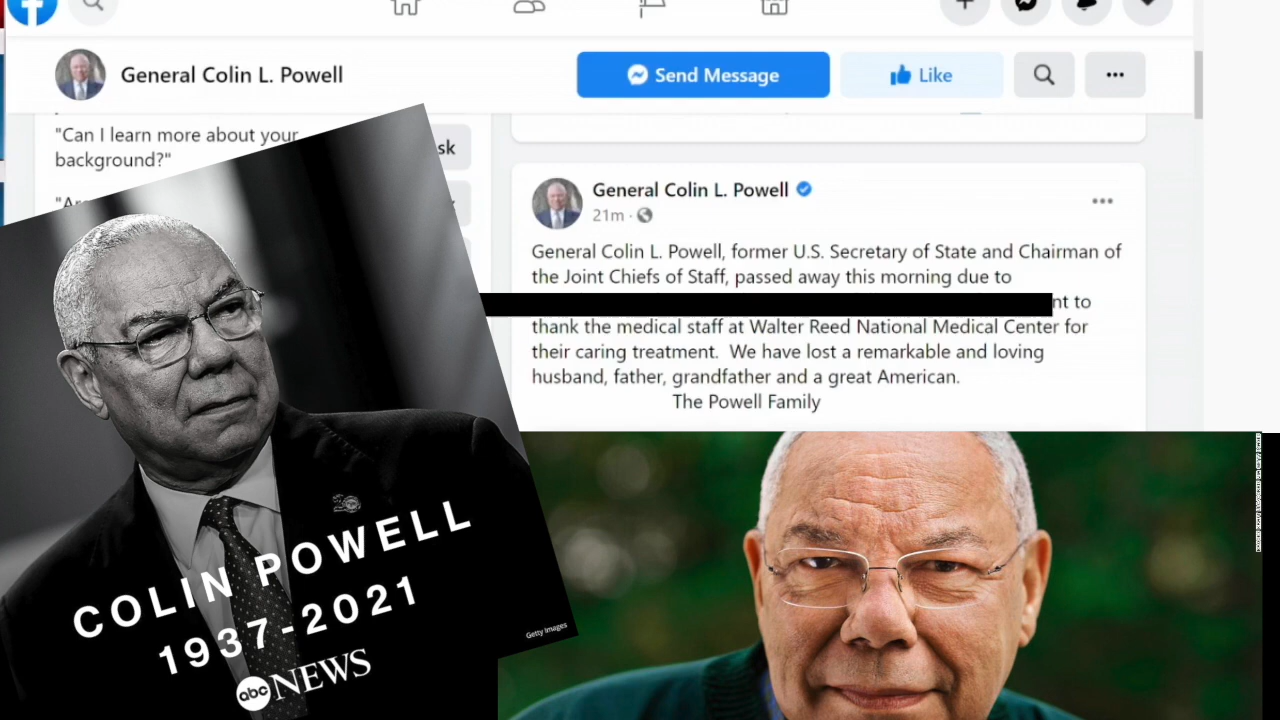 General Colin L. Powell
Send Message
Like
"Can I learn more about your
background?"
sk
General Colin L. Powell
21m
General Colin L. Powell, former U.S. Secretary of State and Chairman of
the Joint Chiefs of Staff, passed away this morning due to
nt to
thank the medical staff at Walter Reed National Medical Center for
their caring treatment. We have lost a remarkable and loving
husband, father, grandfather and a great American.
The Powell Family
COLIN POWELL
1937-2021
Getty Images
abc NEWS